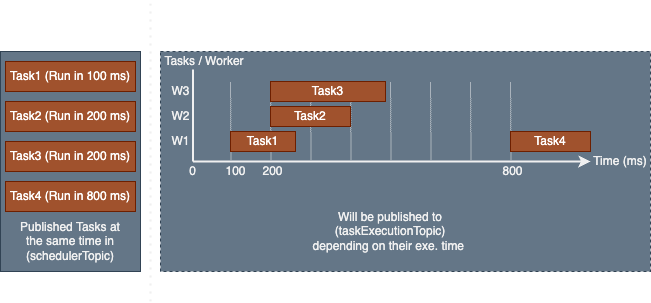 Task1 (Run in 100 ms)
Task2 (Run in 200 ms)
Task3 (Run in 200 ms)
Task4 (Run in 800 ms)
Published Tasks at
the same time in
(schedulerTopic)
Tasks / Worker
W3
Task3
W2
Task2
W1
Task1
Task4
Time (ms)
0
100
200
800
Will be published to
(taskExecutionTopic)
depending on their exe. time